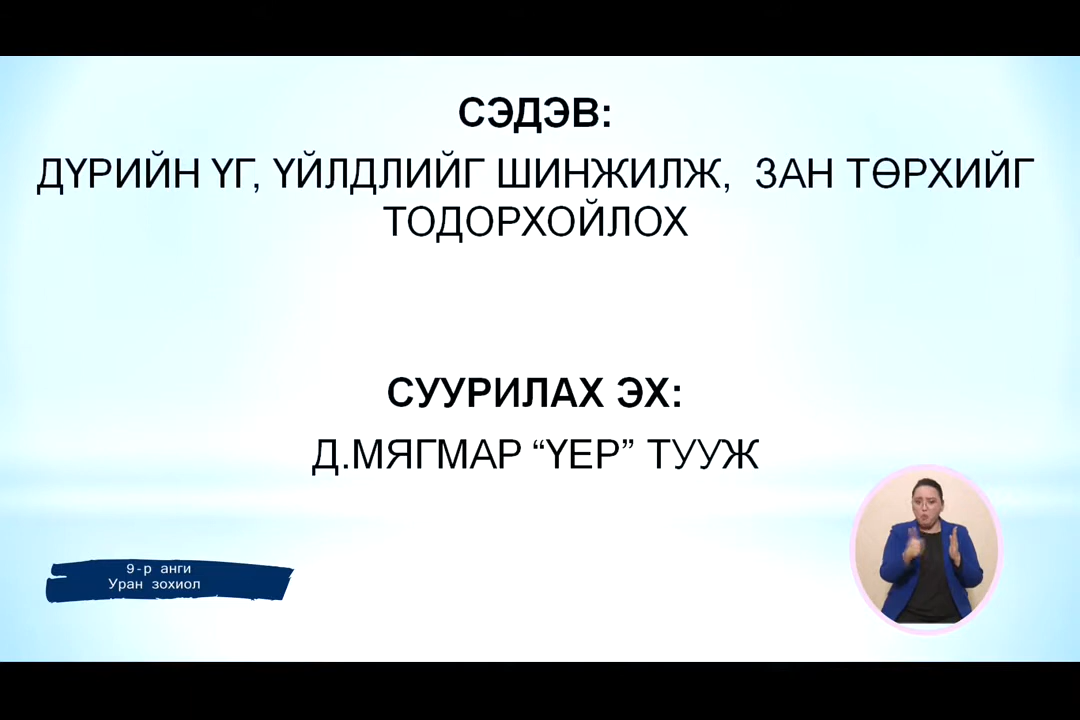 СЭДЭВ:
ДҮРИЙН ҮГ, ҮЙЛДЛИЙГ ШИНЖИЛЖ, ЗАН ТӨРХИЙГ
ТОДОРХОЙЛОХ
СУУРИЛАХ ЭХ:
Д.МЯГМАР “ҮЕР” ТУУЖ
9-р анги
Уран зохиол